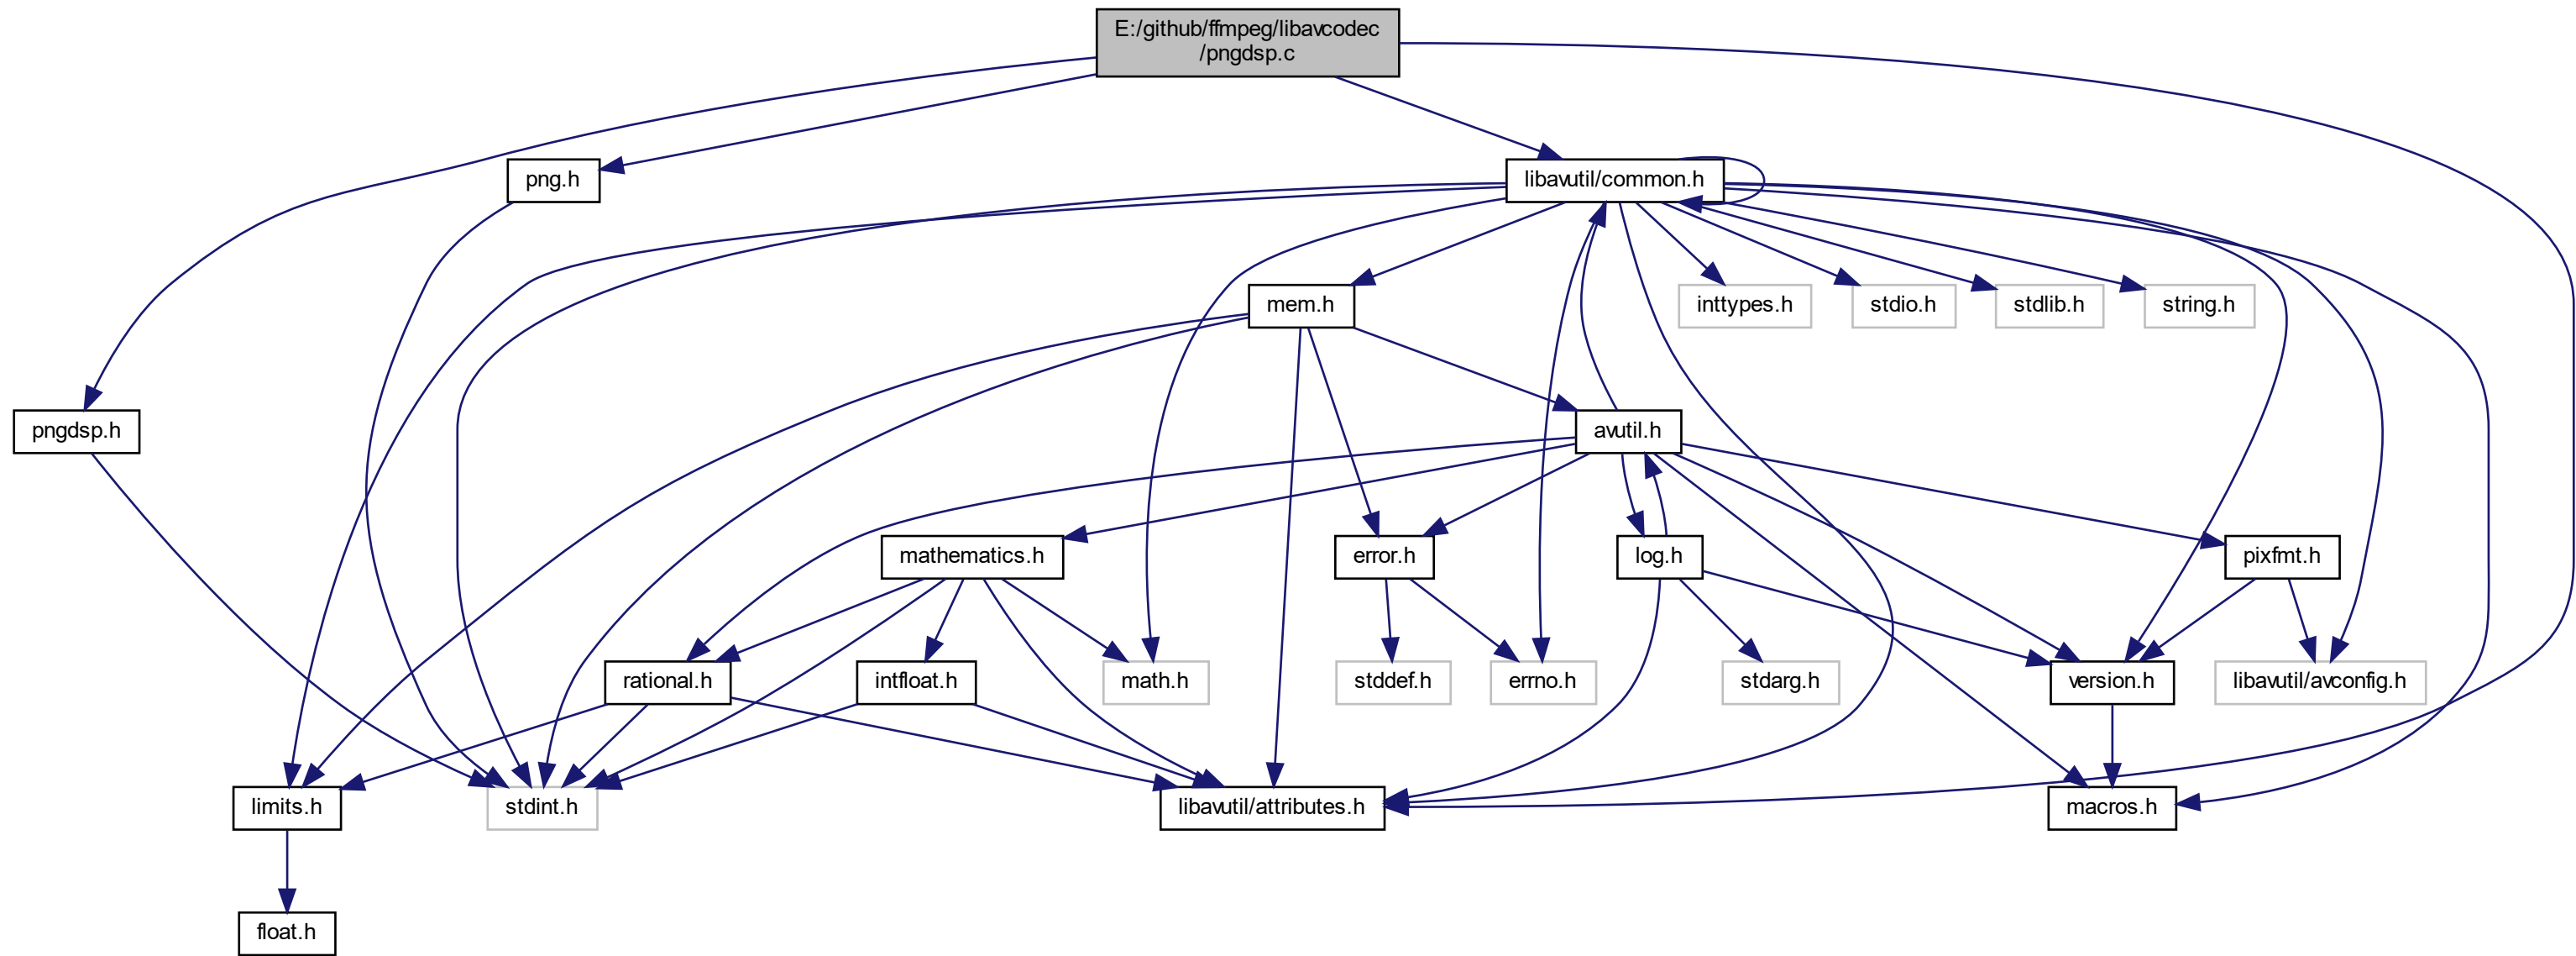 E:/github/ffmpeg/libavcodec
/pngdsp.c
png.h
libavutil/common.h
mem.h
inttypes.h
stdio.h
stdlib.h
string.h
pngdsp.h
avutil.h
mathematics.h
error.h
log.h
pixfmt.h
rational.h
intfloat.h
math.h
stddef.h
errno.h
stdarg.h
version.h
libavutil/avconfig.h
limits.h
stdint.h
libavutil/attributes.h
macros.h
float.h